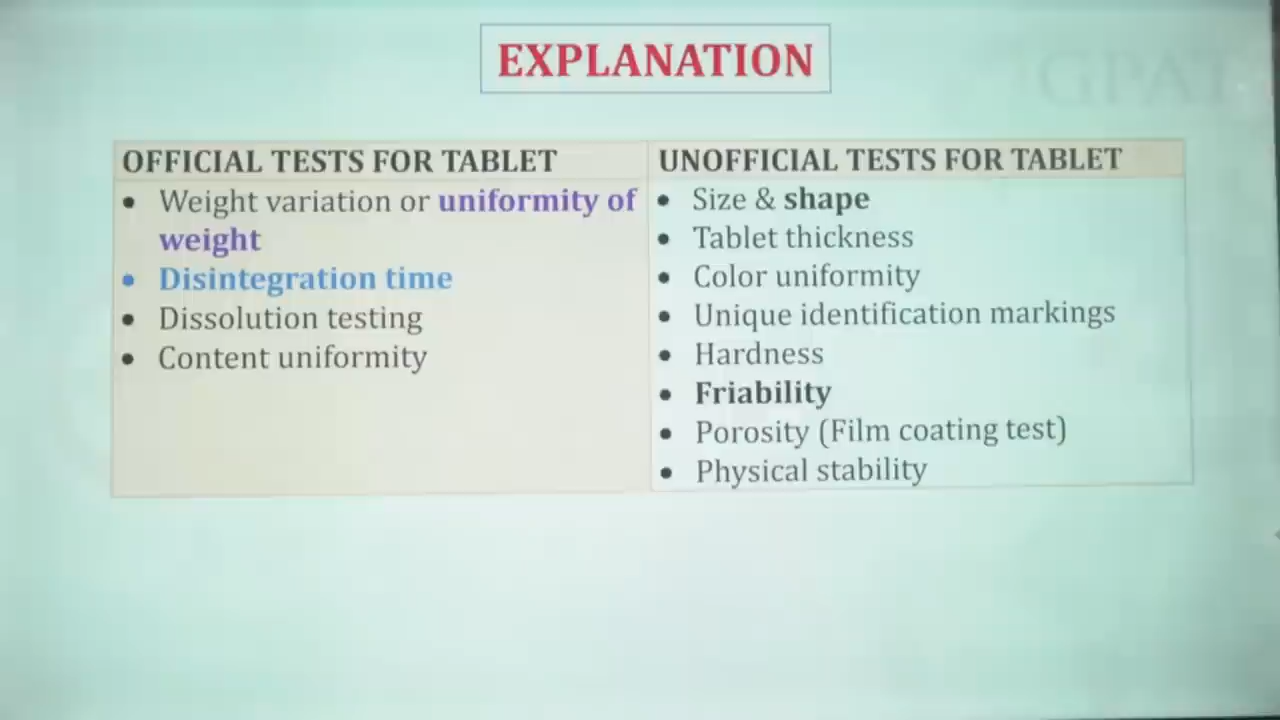 EXPLANATION
GPAT
OFFICIAL TESTS FOR TABLET
• Weight variation or uniformity of
weight
• Disintegration time
• Dissolution testing
• Content uniformity
UNOFFICIAL TESTS FOR TABLET
• Size & shape
• Tablet thickness
• Color uniformity
• Unique identification markings
• Hardness
• Friability
• Porosity (Film coating test)
• Physical stability